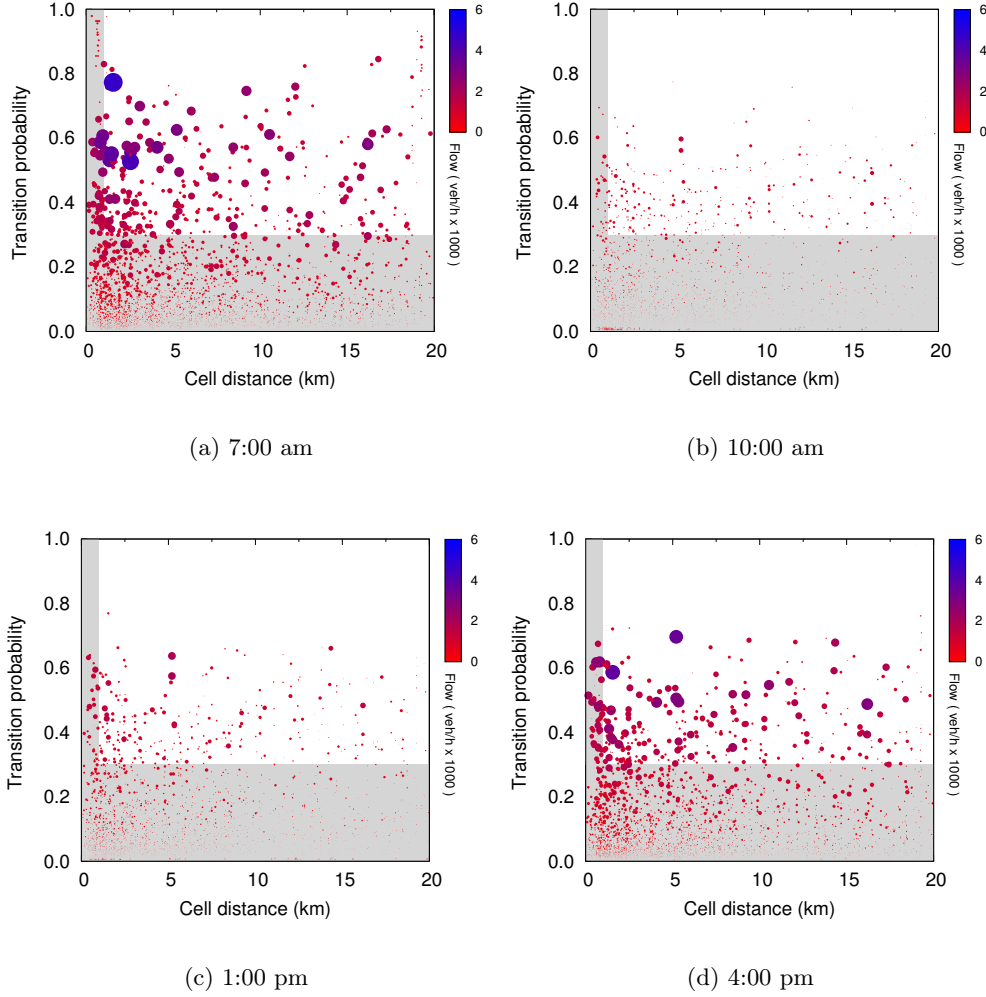 1.0
0.8
0.6
0.4
0.2
0.0
Transition probability
0 5 10 15 20
Cell distance (km)
6
4
2
0
Flow ( veh/h x 1000 )
(a) 7:00 am
1.0
0.8
0.6
0.4
0.2
0.0
Transition probability
0 5 10 15 20
Cell distance (km)
6
4
2
0
Flow ( veh/h x 1000 )
(b) 10:00 am
1.0
0.8
0.6
0.4
0.2
0.0
Transition probability
0 5 10 15 20
Cell distance (km)
6
4
2
0
Flow ( veh/h x 1000 )
(c) 1:00 pm
1.0
0.8
0.6
0.4
0.2
0.0
Transition probability
0 5 10 15 20
Cell distance (km)
6
4
2
0
Flow ( veh/h x 1000 )
(d) 4:00 pm